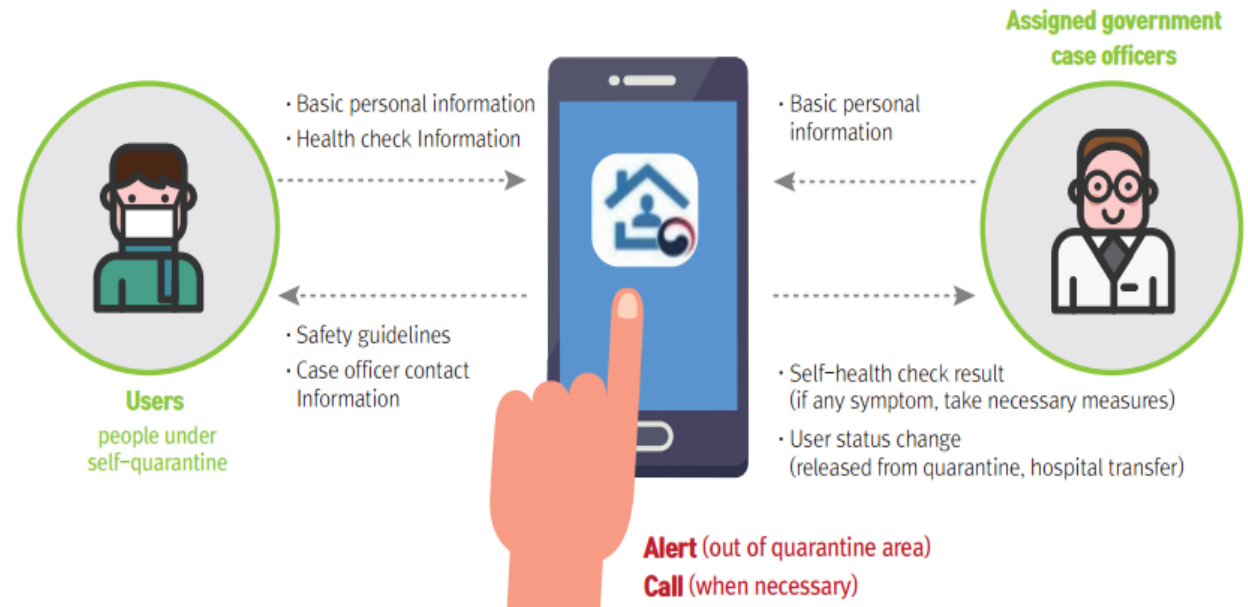 Assigned government
case officers
· Basic personal information
· Health check Information
· Basic personal
information
· Safety guidelines
· Case officer contact
Information
Users
people under
self-quarantine
· Self-health check result
(if any symptom, take necessary measures)
· User status change
(released from quarantine, hospital transfer)
Alert (out of quarantine area)
Call (when necessary)